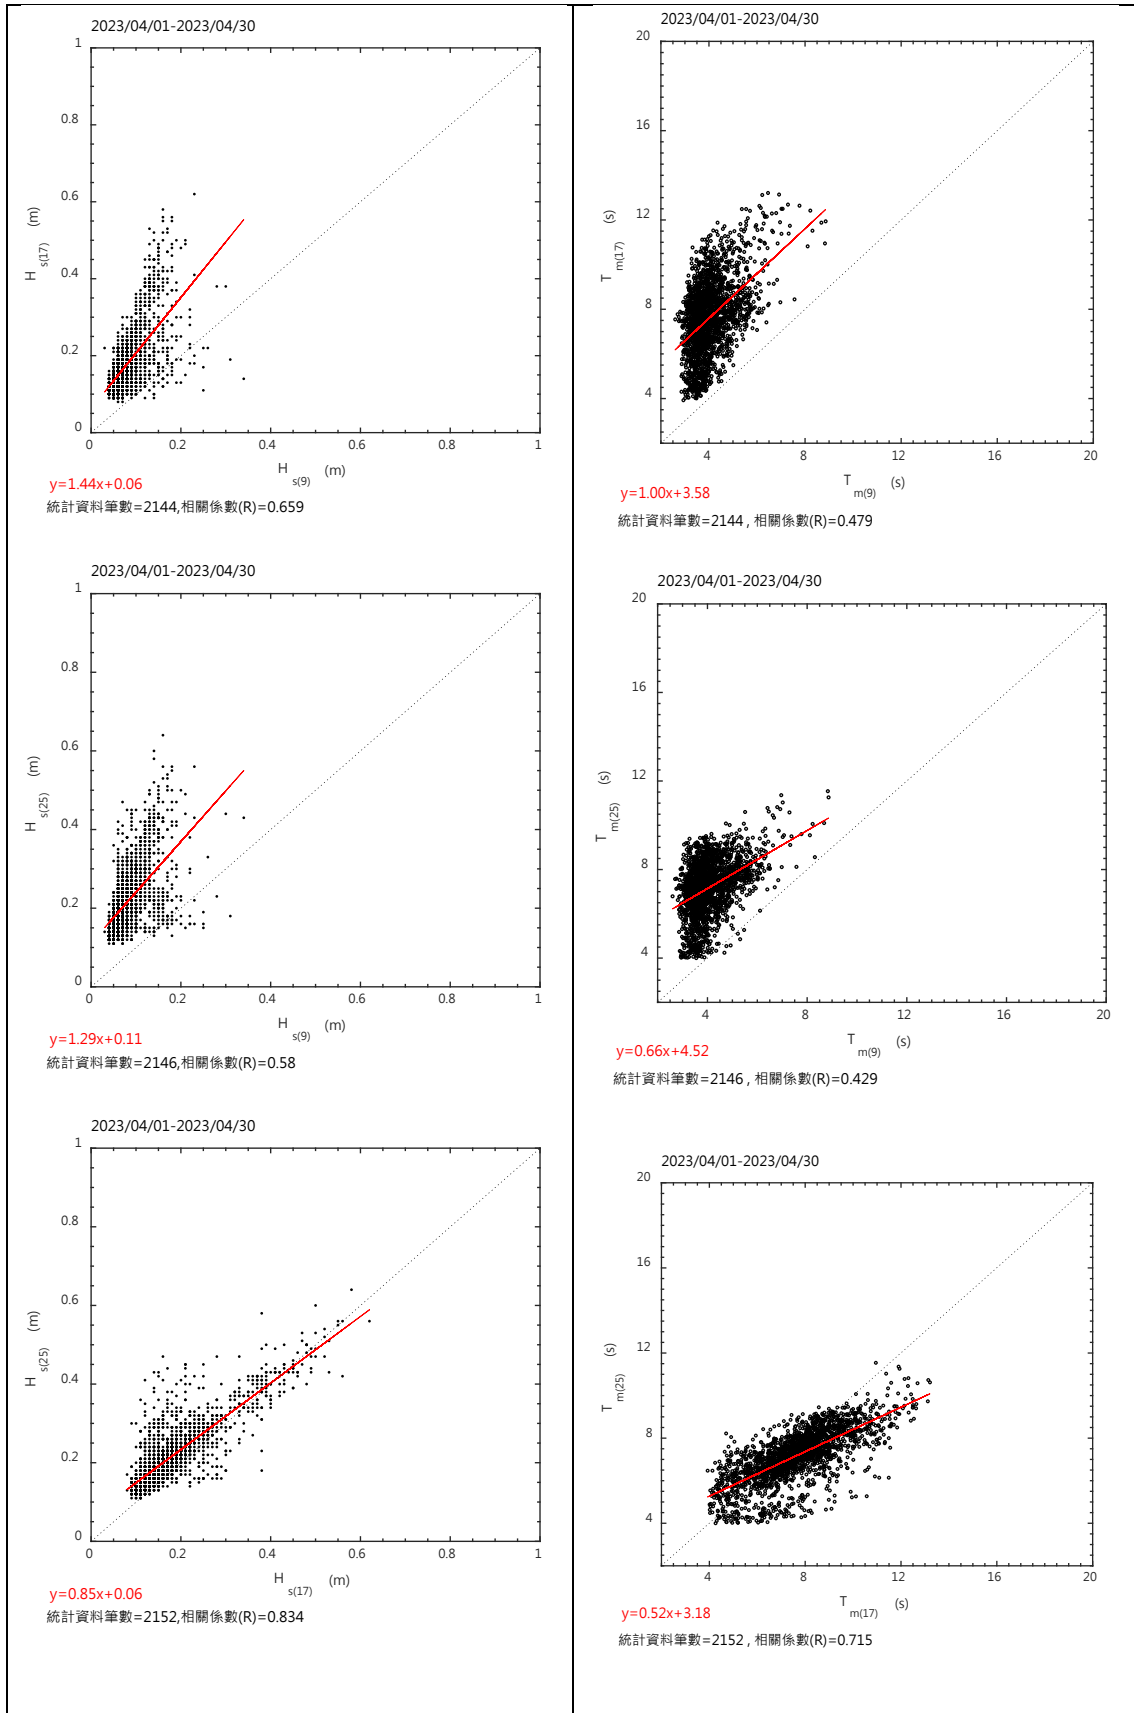 2023/04/01-2023/04/30
1
0.8
0.6
0.4
0.2
0
0 0.2 0.4 0.6 0.8 1
H s(17) (m)
H s(9) (m)
y=1.44x+0.06
統計資料筆數=2144,相關係數(R)=0.659
2023/04/01-2023/04/30
1
0.8
0.6
0.4
0.2
0
0 0.2 0.4 0.6 0.8 1
H s(25) (m)
H s(9) (m)
y=1.29x+0.11
統計資料筆數=2146,相關係數(R)=0.58
2023/04/01-2023/04/30
1
0.8
0.6
0.4
0.2
0
0 0.2 0.4 0.6 0.8 1
H s(25) (m)
H s(17) (m)
y=0.85x+0.06
統計資料筆數=2152,相關係數(R)=0.834
2023/04/01-2023/04/30
20
16
12
8
4
4 8 12 16 20
T m(17) (s)
T m(9) (s)
y=1.00x+3.58
統計資料筆數=2144 , 相關係數(R)=0.479
2023/04/01-2023/04/30
20
16
12
8
4
4 8 12 16 20
T m(25) (s)
T m(9) (s)
y=0.66x+4.52
統計資料筆數=2146 , 相關係數(R)=0.429
2023/04/01-2023/04/30
20
16
12
8
4
4 8 12 16 20
T m(25) (s)
T m(17) (s)
y=0.52x+3.18
統計資料筆數=2152 , 相關係數(R)=0.715